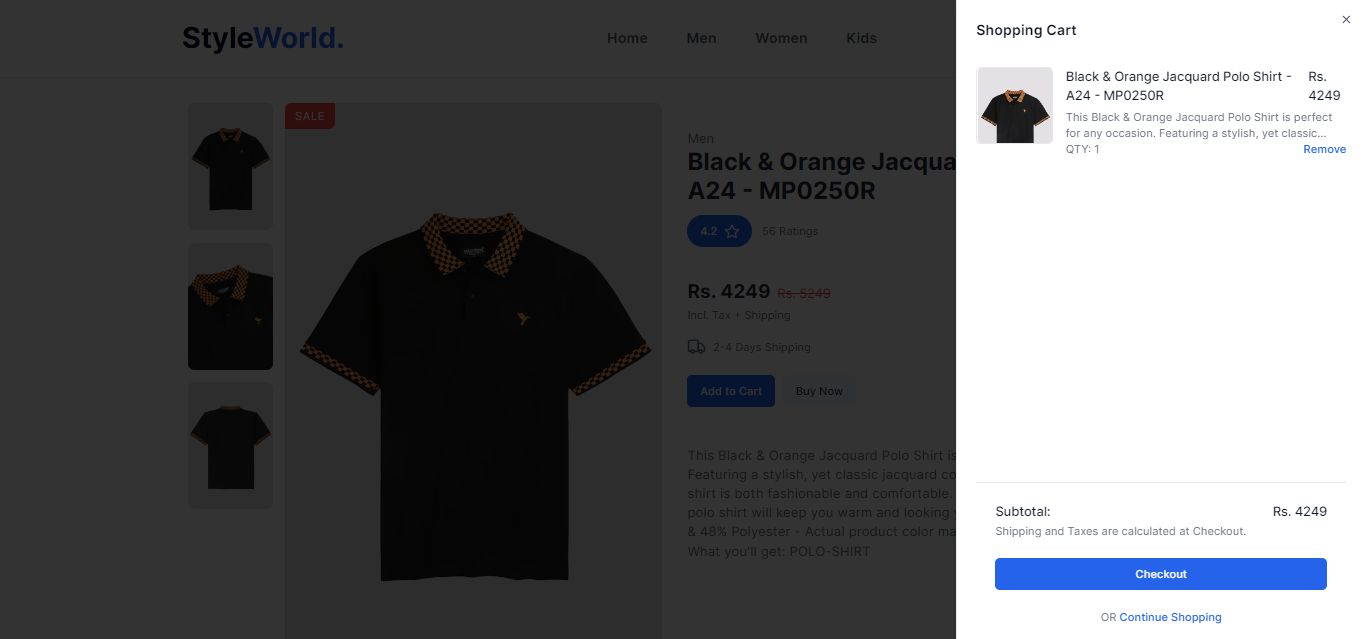 StyleWorld.
Home
Men
Women
Kids
SALE
Men
Black & Orange Jacqua
A24 - MP0250R
4.2
56 Ratings
Rs. 4249 Rs. 5249
Incl. Tax + Shipping
2-4 Days Shipping
Add to Cart
Buy Now
This Black & Orange Jacquard Polo Shirt is
Featuring a stylish, yet classic jacquard co
shirt is both fashionable and comfortable.
polo shirt will keep you warm and looking
& 48% Polyester - Actual product color ma
What you'll get: POLO-SHIRT
Shopping Cart
Black & Orange Jacquard Polo Shirt - Rs.
A24 - MP0250R 4249
This Black & Orange Jacquard Polo Shirt is perfect
for any occasion. Featuring a stylish, yet classic...
QTY: 1 Remove
Subtotal: Rs. 4249
Shipping and Taxes are calculated at Checkout.
Checkout
OR Continue Shopping